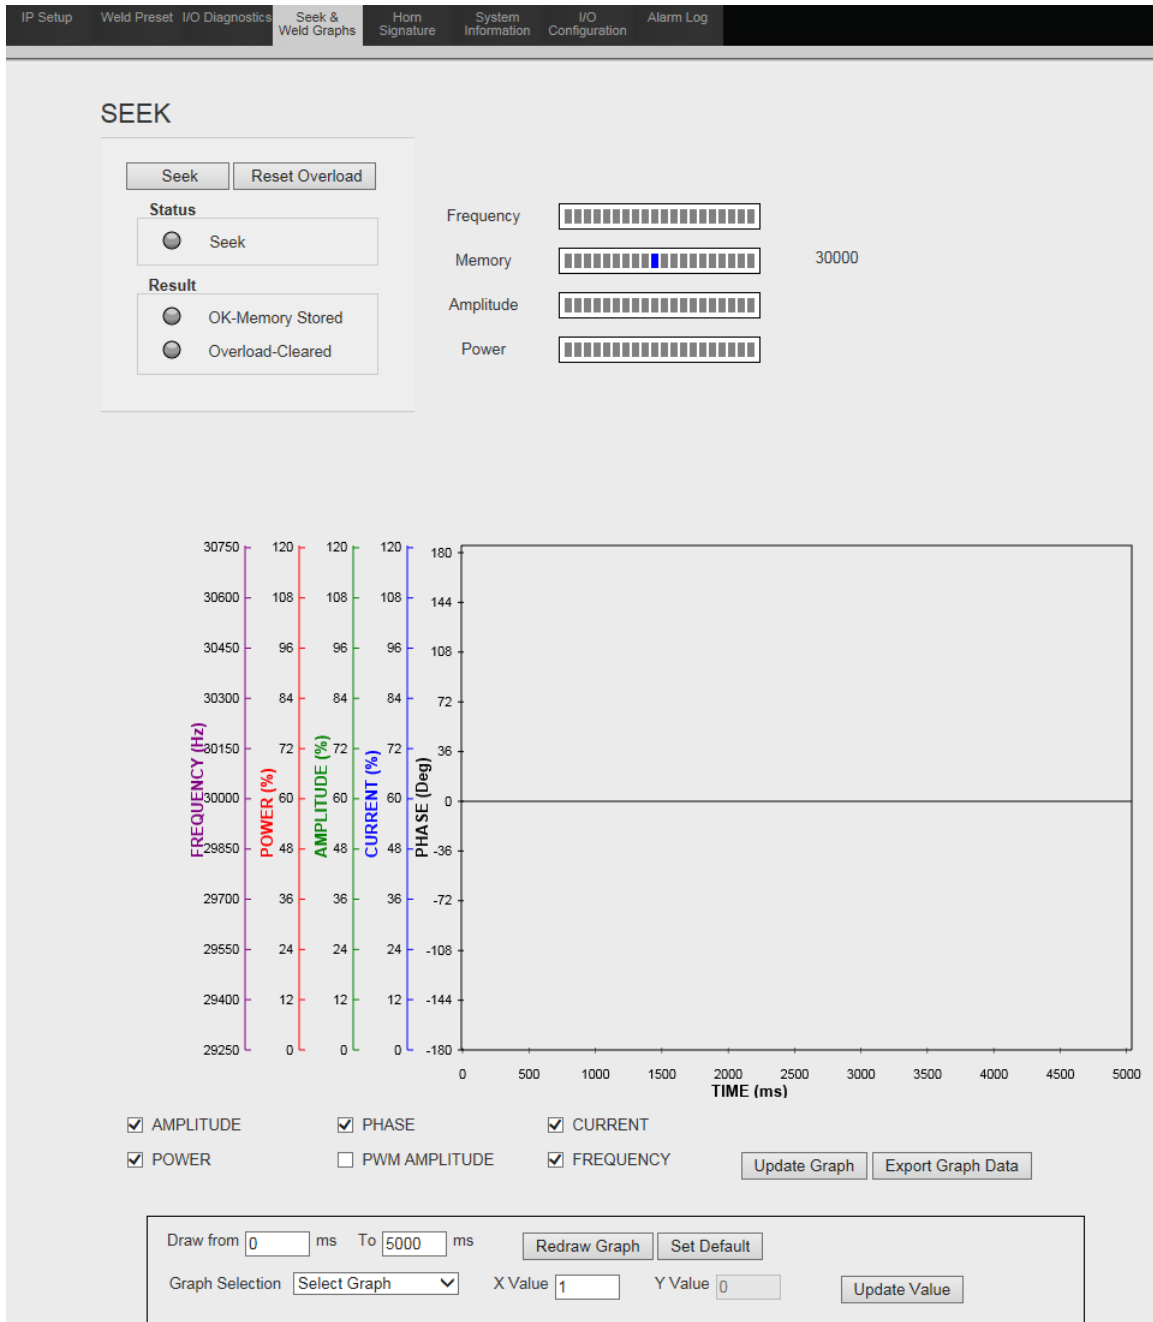 IP Setup Weld Preset I/O Diagnostics Seek & Weld Graphs Horn Signature System Information I/O Configuration Alarm Log
SEEK
Seek Reset Overload
Status
Seek
Result
OK-Memory Stored
Overload-Cleared
Frequency
Memory 30000
Amplitude
Power
FREQUENCY (Hz)
POWER (%)
AMPLITUDE (%)
CURRENT (%)
PHASE (Deg)
30750 120 120 120 180
30600 108 108 108 144
30450 96 96 96 108
30300 84 84 84 72
30150 72 72 72 36
30000 60 60 60 0
29850 48 48 48 -36
29700 36 36 36 -72
29550 24 24 24 -108
29400 12 12 12 -144
29250 0 0 0 -180
0 500 1000 1500 2000 2500 3000 3500 4000 4500 5000
TIME (ms)
AMPLITUDE PHASE CURRENT
POWER PWM AMPLITUDE FREQUENCY Update Graph Export Graph Data
Draw from 0 ms To 5000 ms Redraw Graph Set Default
Graph Selection Select Graph X Value 1 Y Value 0 Update Value